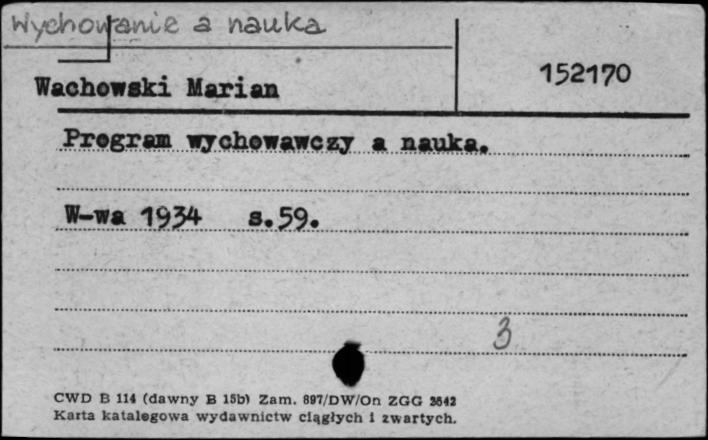 Wychowanie a nauka
152170
Wachowski Marian
Program wychowawczy a nauka.
W-wa 1934 s.59.
3
CWD B 114 (dawny B 15b) Zam. 897/DW/On ZGG 3542
Karta katalogowa wydawnictw ciągłych i zwartych.